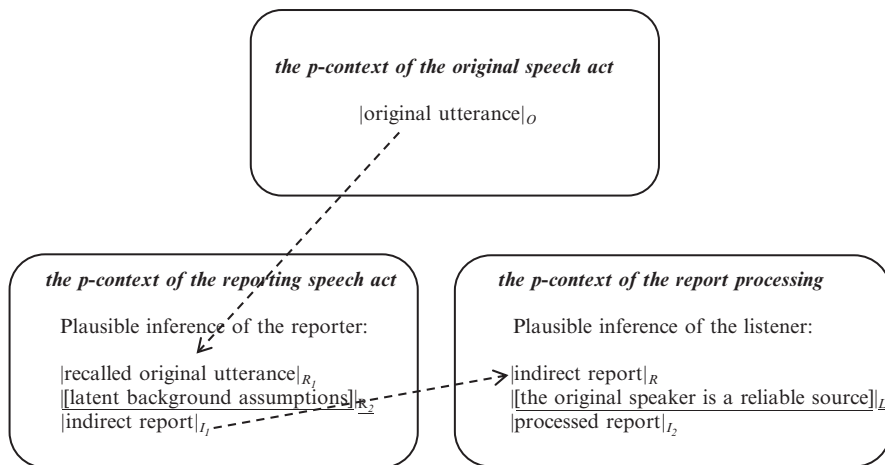 the p-context of the original speech act
|original utterance|O
the p-context of the reporting speech act
Plausible inference of the reporter:
|recalled original utterance|R1
|[latent background assumptions]|R2
|indirect report|I1
the p-context of the report processing
Plausible inference of the listener:
|indirect report|R
|[the original speaker is a reliable source]|L
|processed report|I2